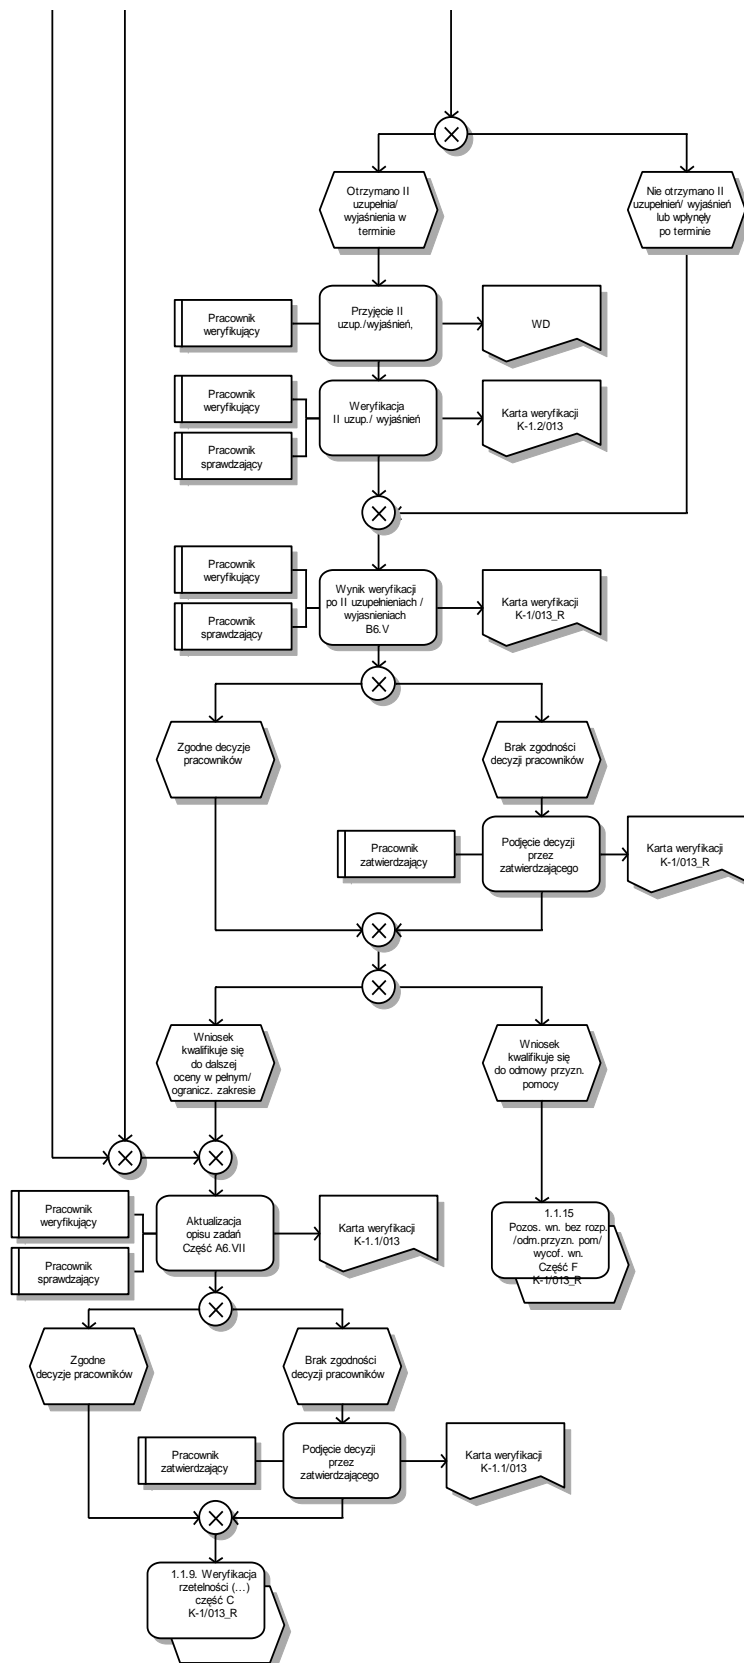 Otrzymano II
uzupełnia/
wyjaśnienia w
terminie
Nie otrzymano II
uzupełnień/ wyjaśnień
lub wpłynęły
po terminie
Pracownik
weryfikujący
Przyjęcie II
uzup./wyjaśnień,
WD
Pracownik
weryfikujący
Pracownik
sprawdzający
Weryfikacja
II uzup./ wyjaśnień
Karta weryfikacji
K-1.2/013
Pracownik
weryfikujący
Pracownik
sprawdzający
Wynik weryfikacji
po II uzupełnieniach /
wyjasnieniach
B6.V
Karta weryfikacji
K-1/013_R
Zgodne decyzje
pracowników
Brak zgodności
decyzji pracowników
Pracownik
zatwierdzający
Podjęcie decyzji
przez
zatwierdzającego
Karta weryfikacji
K-1/013_R
Wniosek
kwalifikuje się
do dalszej
oceny w pełnym/
ogranicz. zakresie
Wniosek
kwalifikuje się
do odmowy przyzn.
pomocy
Pracownik
weryfikujący
Pracownik
sprawdzający
Aktualizacja
opisu zadań
Część A6.VII
Karta weryfikacji
K-1.1/013
1.1.15
Pozos. wn. bez rozp.
/odm.przyzn. pom/
wycof. wn.
Część F
K-1/013_R
Zgodne
decyzje pracowników
Brak zgodności
decyzji pracowników
Pracownik
zatwierdzający
Podjęcie decyzji
przez
zatwierdzającego
Karta weryfikacji
K-1.1/013
1.1.9. Weryfikacja
rzetelności (…)
część C
K-1/013_R